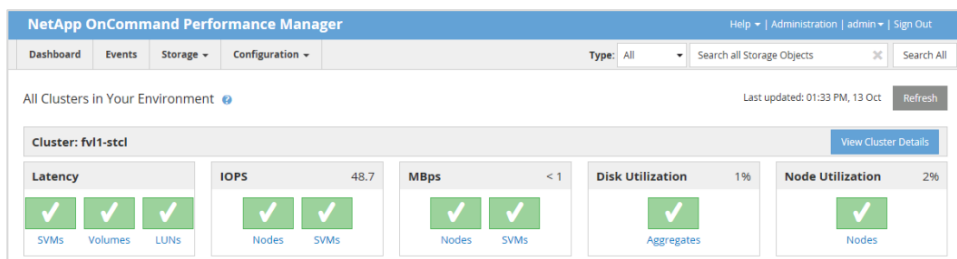 NetApp OnCommand Performance Manager Help | Administration | admin | Sign Out
Dashboard Events Storage Configuration Type: All Search all Storage Objects Search All
All Clusters in Your Environment Last updated: 01:33 PM, 13 Oct Refresh
Cluster: fvl1-stcl View Cluster Details
Latency IOPS 48.7 MBps < 1 Disk Utilization 1% Node Utilization 2%
SVMs Volumes LUNs Nodes SVMs Nodes SVMs Aggregates Nodes